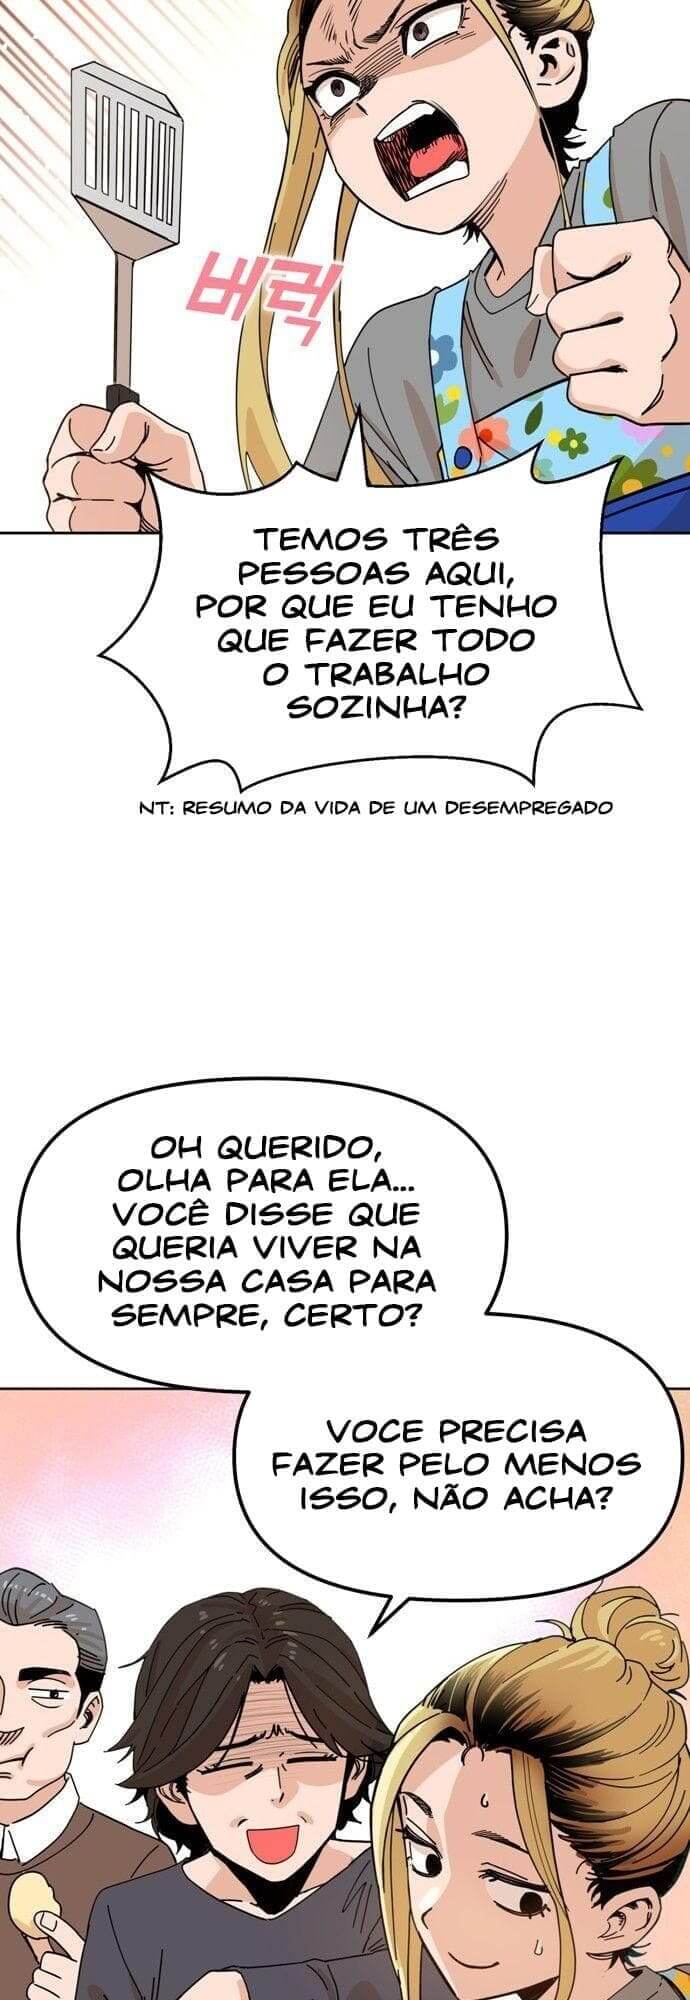 버럭
TEMOS TRÊS
PESSOAS AQUI,
POR QUE EU TENHO
QUE FAZER TODO
O TRABALHO
SOZINHA?
NT: RESUMO DA VIDA DE UM DESEMPREGADO
OH QUERIDO,
OLHA PARA ELA...
VOCÊ DISSE QUE
QUERIA VIVER NA
NOSSA CASA PARA
SEMPRE, CERTO?
VOCE PRECISA
FAZER PELO MENOS
ISSO, NÃO ACHA?